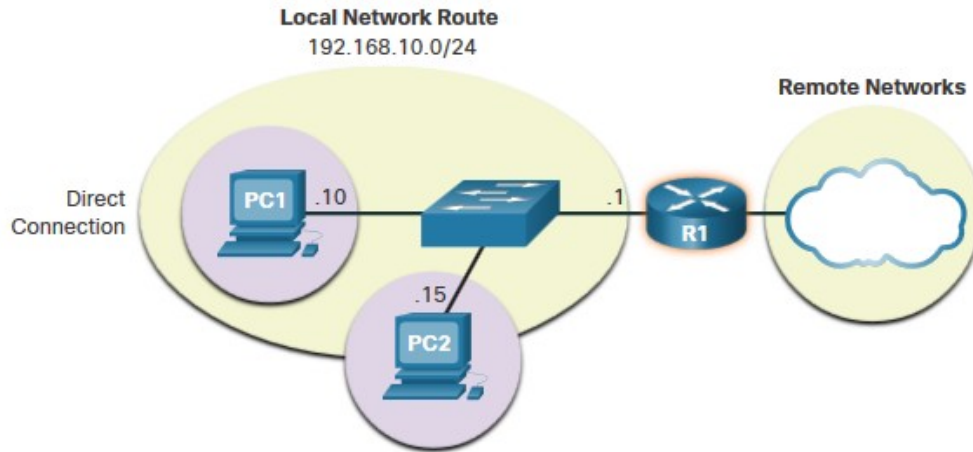 Local Network Route
192.168.10.0/24
Remote Networks
Direct
Connection
PC1
.10
.1
R1
.15
PC2